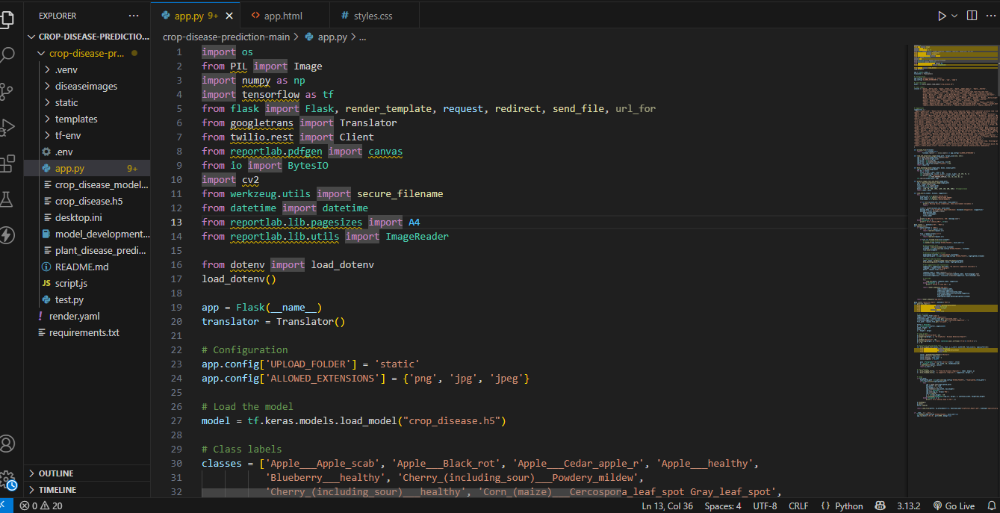 EXPLORER
...
CROP-DISEASE-PREDICTIO...
crop-disease-pr...
.venv
diseaseimages
static
templates
tf-env
.env
app.py 9+
crop_disease_model...
crop_disease.h5
desktop.ini
model_development...
plant_disease_predi...
README.md
JS script.js
test.py
! render.yaml
requirements.txt
OUTLINE
TIMELINE
app.py 9+ ×
<> app.html
# styles.css
crop-disease-prediction-main > app.py > ...
1 import os
2 from PIL import Image
3 import numpy as np
4 import tensorflow as tf
5 from flask import Flask, render_template, request, redirect, send_file, url_for
6 from googletrans import Translator
7 from twilio.rest import Client
8 from reportlab.pdfgen import canvas
9 from io import BytesIO
10 import cv2
11 from werkzeug.utils import secure_filename
12 from datetime import datetime
13 from reportlab.lib.pagesizes import A4
14 from reportlab.lib.utils import ImageReader
15
16 from dotenv import load_dotenv
17 load_dotenv()
18
19 app = Flask(__name__)
20 translator = Translator()
21
22 # Configuration
23 app.config['UPLOAD_FOLDER'] = 'static'
24 app.config['ALLOWED_EXTENSIONS'] = {'png', 'jpg', 'jpeg'}
25
26 # Load the model
27 model = tf.keras.models.load_model("crop_disease.h5")
28
29 # Class labels
30 classes = ['Apple___Apple_scab', 'Apple___Black_rot', 'Apple___Cedar_apple_r', 'Apple___healthy',
31 'Blueberry___healthy', 'Cherry_(including_sour)___Powdery_mildew',
32 'Cherry_(including_sour)___healthy', 'Corn_(maize)___Cercospora_leaf_spot Gray_leaf_spot',
0 20
Ln 13, Col 36
Spaces: 4
UTF-8
CRLF
{ } Python
3.13.2
Go Live